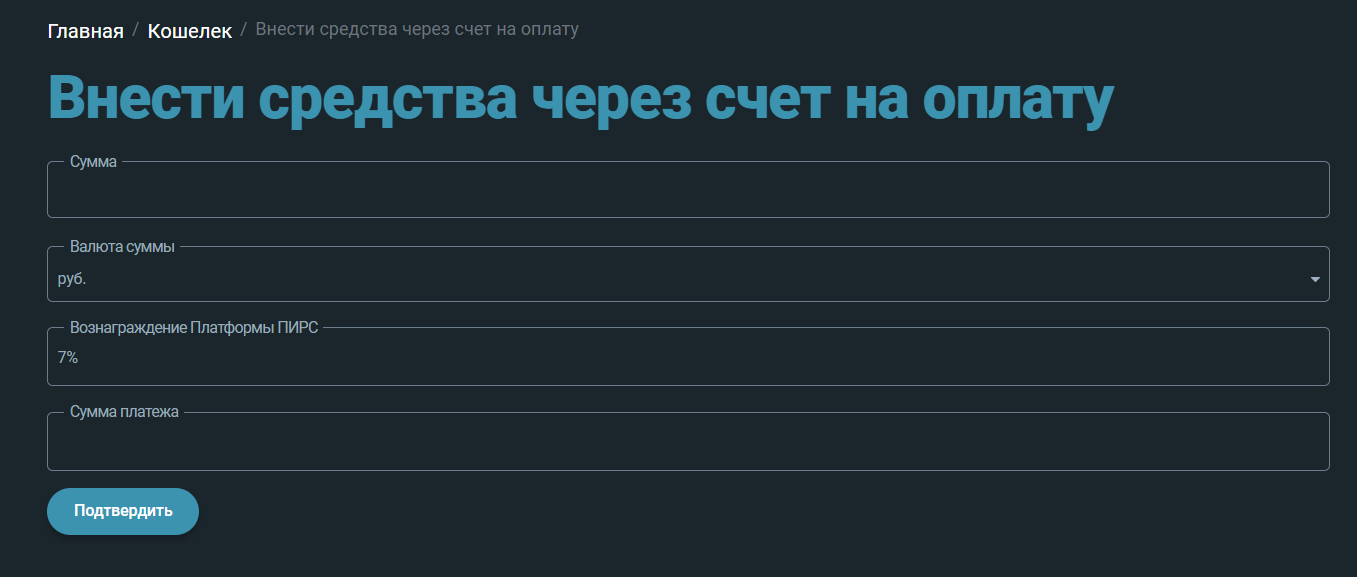 Главная / Кошелек / Внести средства через счет на оплату
Внести средства через счет на оплату
Сумма
Валюта суммы
руб.
Вознаграждение Платформы ПИРС
7%
Сумма платежа
Подтвердить